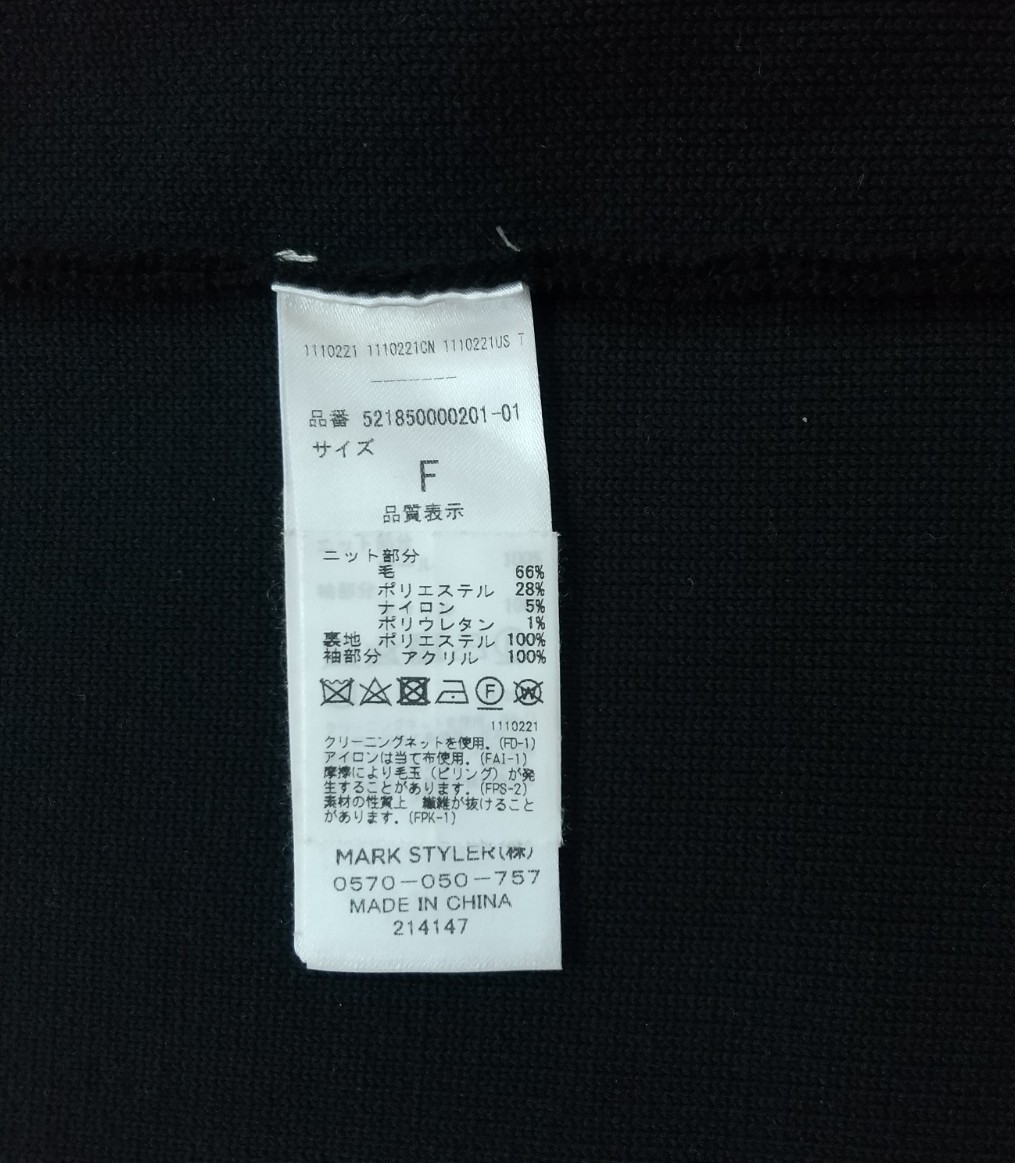 1110221 1110221CN 1110221US T
-------
品番 521850000201-01
サイズ
F
品質表示
ニット部分
毛 66%
ポリエステル 28%
ナイロン 5%
ポリウレタン 1%
裏地 ポリエステル 100%
袖部分 アクリル 100%
F W
1110221
クリーニングネットを使用。(FD-1)
アイロンは当て布使用。(FAI-1)
摩擦により毛玉（ピリング）が発
生することがあります。(FPS-2)
素材の性質上 繊維が抜けること
があります。(FPK-1)
MARK STYLER(株)
0570-050-757
MADE IN CHINA
214147